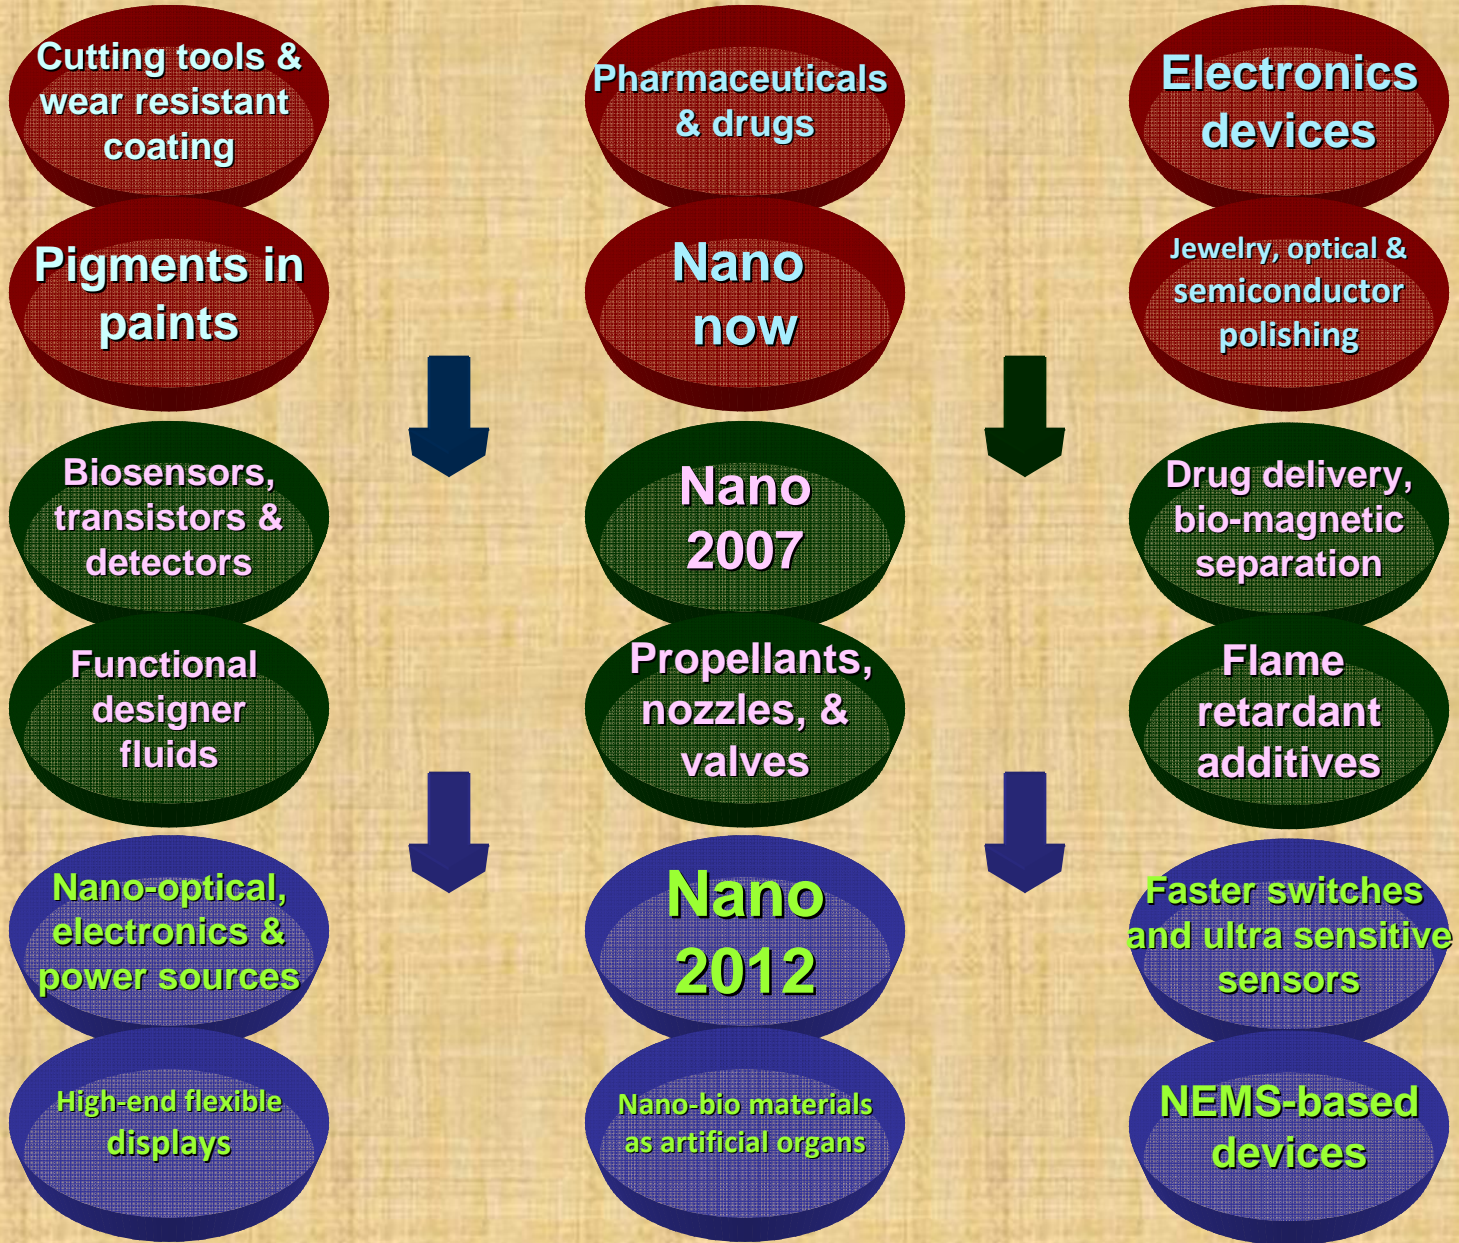 Cutting tools &
wear resistant
coating
Pharmaceuticals
& drugs
Electronics
devices
Pigments in
paints
Nano
now
Jewelry, optical &
semiconductor
polishing
Biosensors,
transistors &
detectors
Nano
2007
Drug delivery,
bio-magnetic
separation
Functional
designer
fluids
Propellants,
nozzles, &
valves
Flame
retardant
additives
Nano-optical,
electronics &
power sources
Nano
2012
Faster switches
and ultra sensitive
sensors
High-end flexible
displays
Nano-bio materials
as artificial organs
NEMS-based
devices